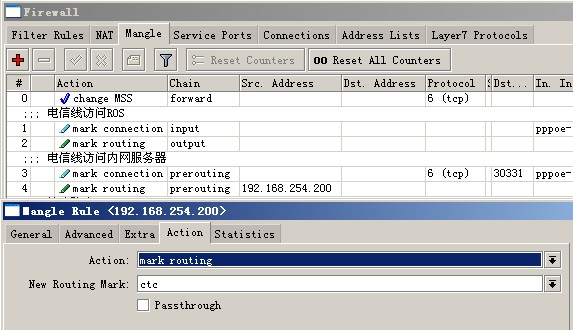 Firewall
Filter Rules NAT Mangle Service Ports Connections Address Lists Layer7 Protocols
Reset Counters 00 Reset All Counters
# Action Chain Src. Address Dst. Address Protocol S Dst... In. In
0 change MSS forward 6 (tcp)
;;; 电信线访问ROS
1 mark connection input pppoe-
2 mark routing output
;;; 电信线访问内网服务器
3 mark connection prerouting 6 (tcp) 30331 pppoe-
4 mark routing prerouting 192.168.254.200
Mangle Rule <192.168.254.200>
General Advanced Extra Action Statistics
Action: mark routing
New Routing Mark: ctc
Passthrough